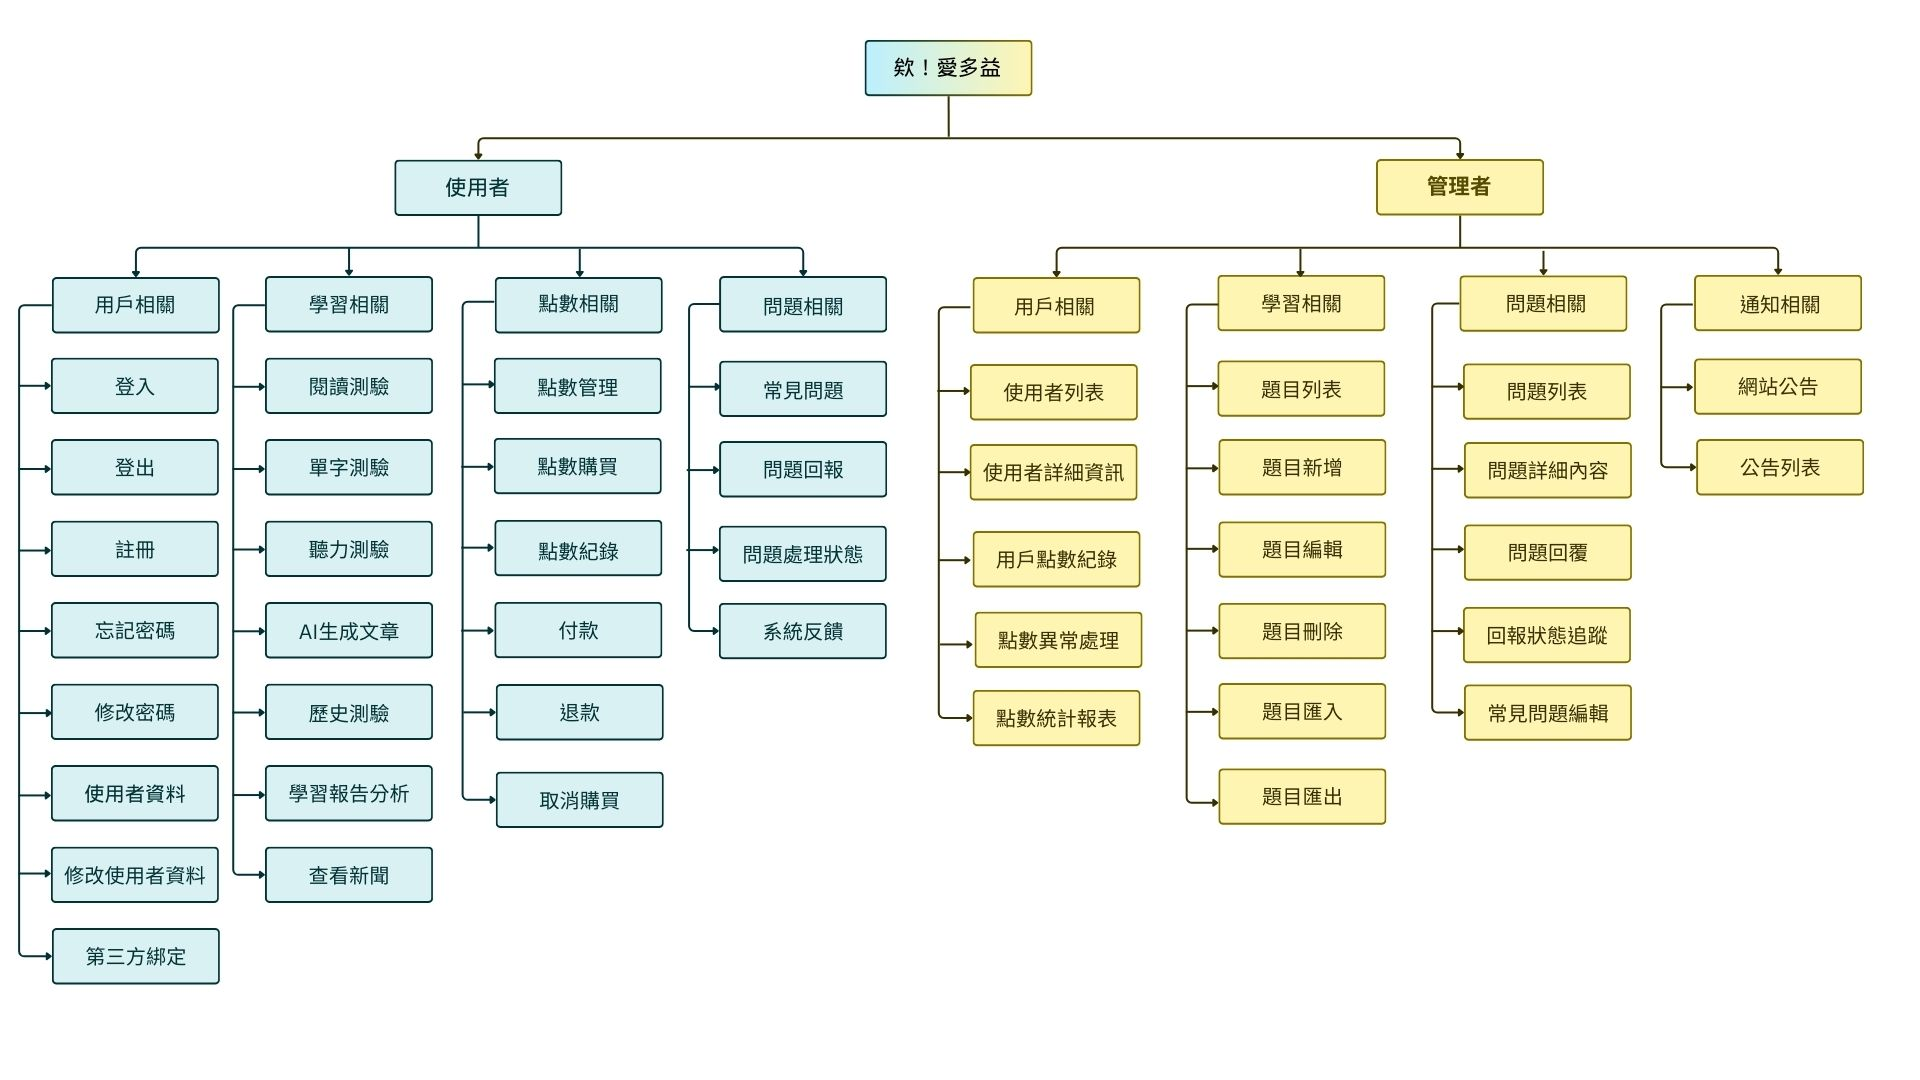 欸！愛多益
使用者
管理者
用戶相關
登入
登出
註冊
忘記密碼
修改密碼
使用者資料
修改使用者資料
第三方綁定
學習相關
閱讀測驗
單字測驗
聽力測驗
AI生成文章
歷史測驗
學習報告分析
查看新聞
點數相關
點數管理
點數購買
點數紀錄
付款
退款
取消購買
問題相關
常見問題
問題回報
問題處理狀態
系統反饋
用戶相關
使用者列表
使用者詳細資訊
用戶點數紀錄
點數異常處理
點數統計報表
學習相關
題目列表
題目新增
題目編輯
題目刪除
題目匯入
題目匯出
問題相關
問題列表
問題詳細內容
問題回覆
回報狀態追蹤
常見問題編輯
通知相關
網站公告
公告列表